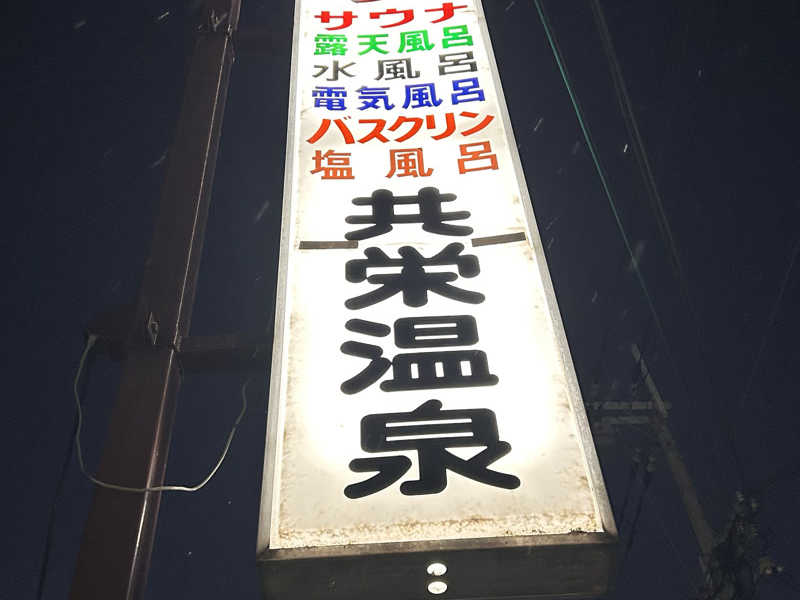 サウナ
露天風呂
水風呂
電気風呂
バスクリン
塩風呂
共栄温泉